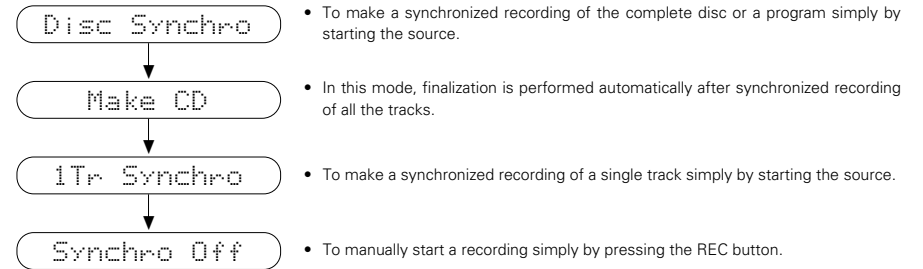 Disc Synchro
• To make a synchronized recording of the complete disc or a program simply by
starting the source.
Make CD
• In this mode, finalization is performed automatically after synchronized recording
of all the tracks.
1Tr Synchro
• To make a synchronized recording of a single track simply by starting the source.
Synchro Off
• To manually start a recording simply by pressing the REC button.